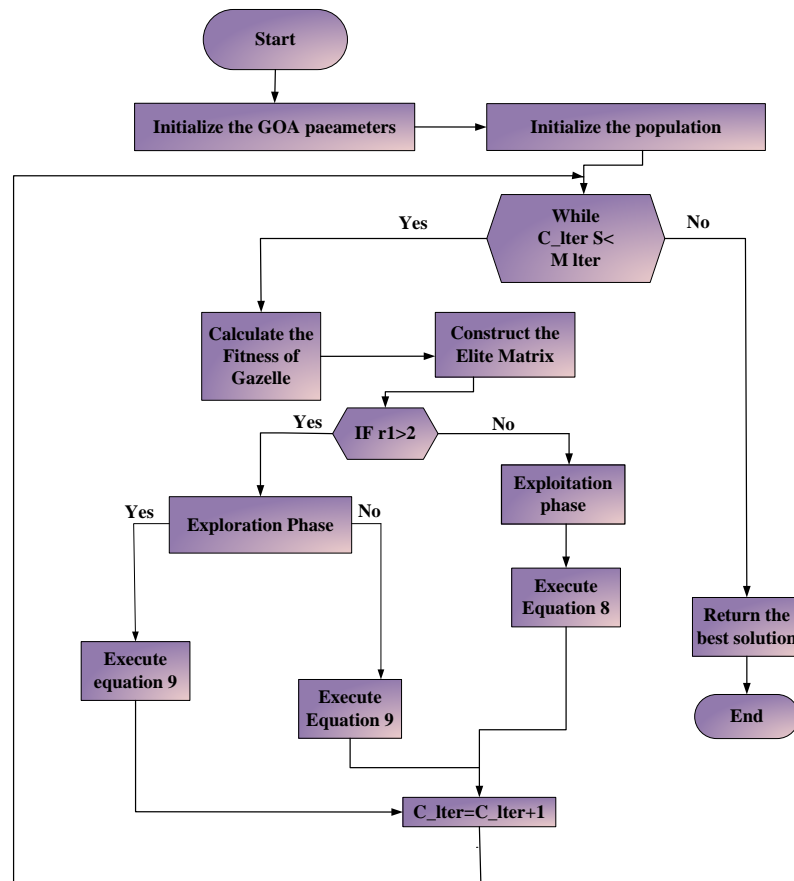 Start
Initialize the GOA paeameters
Initialize the population
While
C_lter S<
M lter
Yes
No
Calculate the
Fitness of
Gazelle
Construct the
Elite Matrix
IF r1>2
Yes
No
Exploration Phase
Exploitation
phase
Yes
No
Execute
Equation 8
Return the
best solution
Execute
equation 9
Execute
Equation 9
End
C_lter=C_lter+1